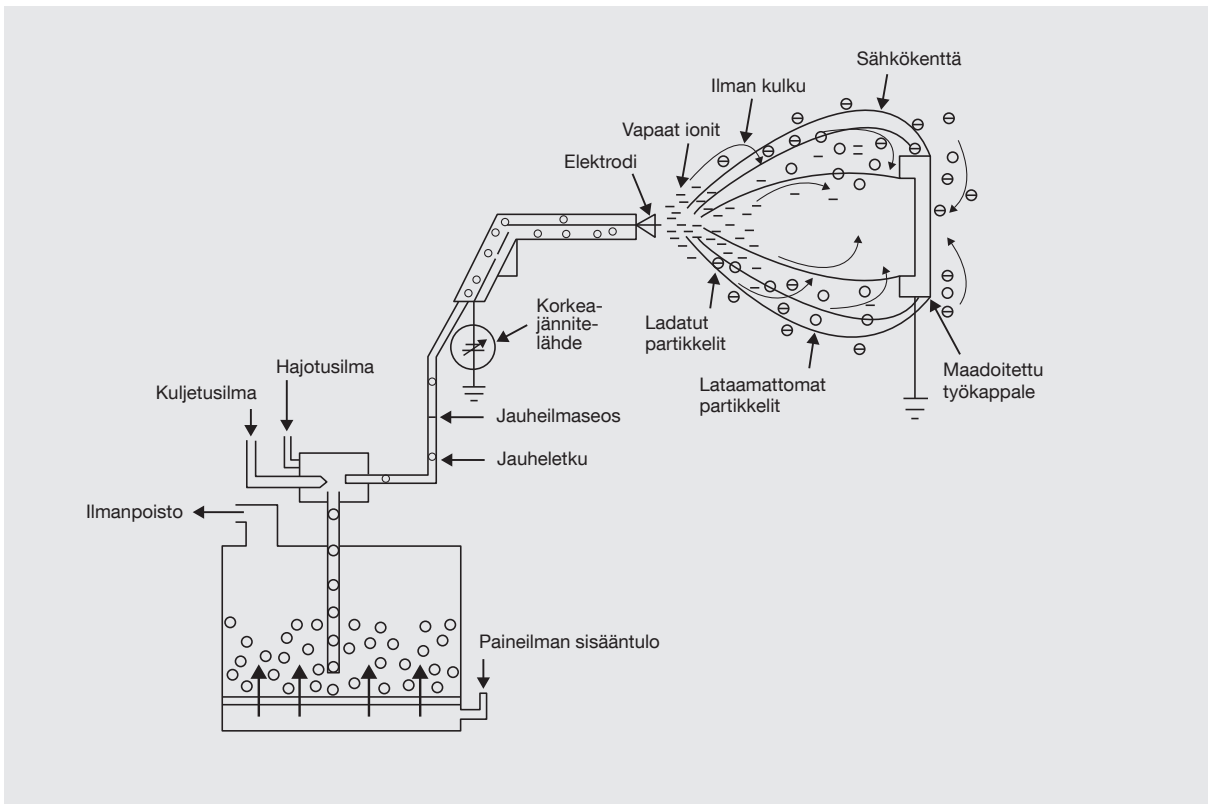 Sähkökenttä
Ilman kulku
Vapaat ionit
Elektrodi
Korkea-
jännite-
lähde
Ladatut
partikkelit
Lataamattomat
partikkelit
Maadoitettu
työkappale
Hajotusilma
Kuljetusilma
Jauheilmaseos
Jauheletku
Ilmanpoisto
Paineilman sisääntulo